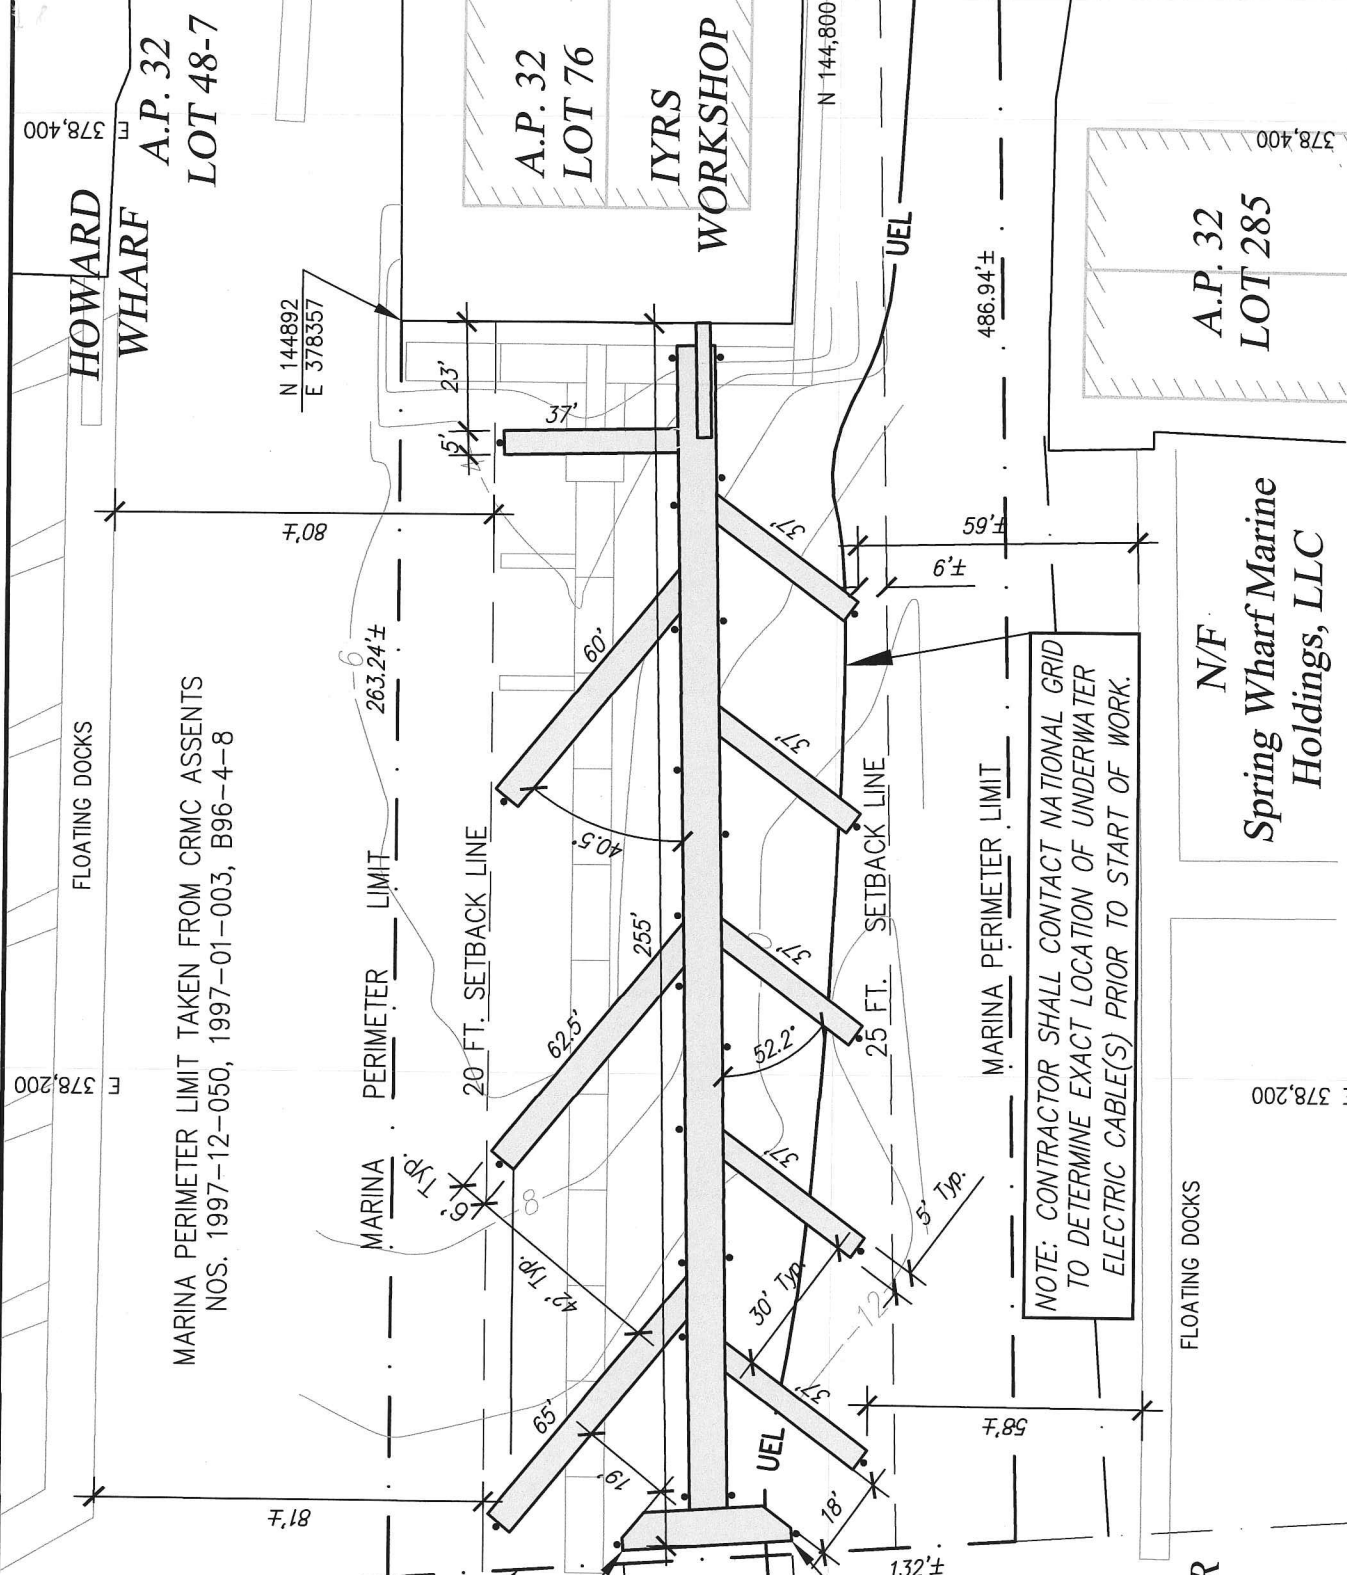 E 378,400
A.P. 32
LOT 48-7
HOWARD
WHARF
A.P. 32
LOT 76
IYRS
WORKSHOP
N 144,800
UEL
378,400
A.P. 32
LOT 285
486.94'±
N 144892
E 378357
23'
5'
37'
80'±
263.24'±
6
60'
37'
65'±
6'±
N/F
Spring Wharf Marine
Holdings, LLC
FLOATING DOCKS
MARINA PERIMETER LIMIT TAKEN FROM CRMC ASSENTS
NOS. 1997-12-050, 1997-01-003, B96-4-8
MARINA PERIMETER LIMIT
20 FT. SETBACK LINE
40.5°
255'
37'
25 FT. SETBACK LINE
MARINA PERIMETER LIMIT
NOTE: CONTRACTOR SHALL CONTACT NATIONAL GRID
TO DETERMINE EXACT LOCATION OF UNDERWATER
ELECTRIC CABLE(S) PRIOR TO START OF WORK.
62.5'
37'
52.2°
E 378,200
378,200
6' Typ.
8
42' Typ.
37'
5' Typ.
30' Typ.
12
FLOATING DOCKS
65'
19'
37'
UEL
58'±
81'±
18'
132'±
R